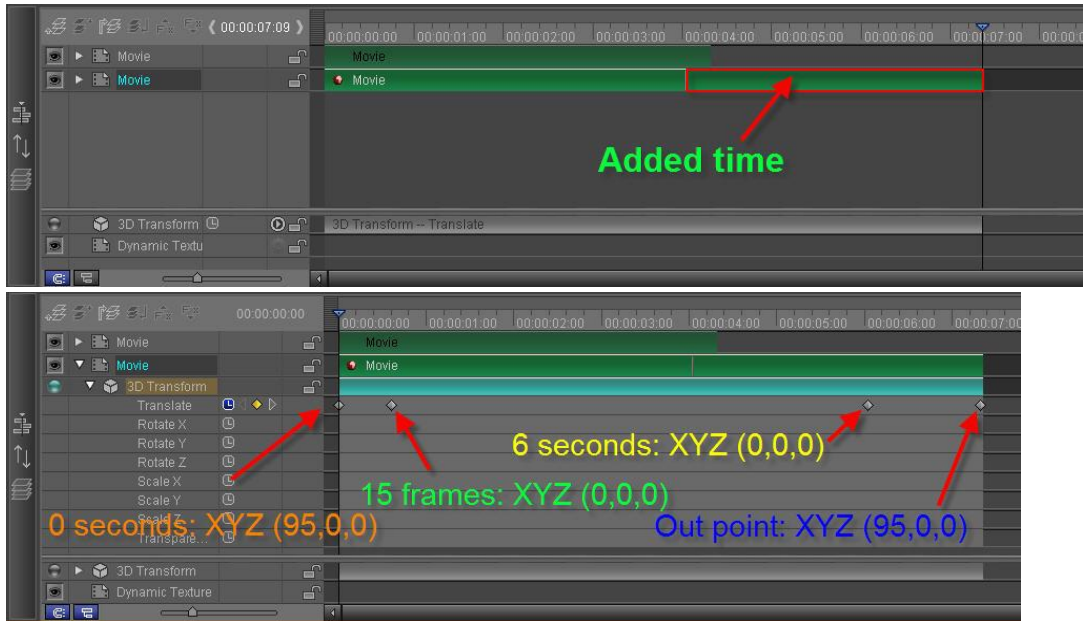 00:00:07:09
00:00:00:00 00:00:01:00 00:00:02:00 00:00:03:00 00:00:04:00 00:00:05:00 00:00:06:00 00:00:07:00
Movie Movie
Movie Movie
Added time
3D Transform 3D Transform -- Translate
Dynamic Textu
00:00:00:00
00:00:00:00 00:00:01:00 00:00:02:00 00:00:03:00 00:00:04:00 00:00:05:00 00:00:06:00 00:00:07:00
Movie Movie
Movie Movie
3D Transform
Translate
Rotate X
Rotate Y
6 seconds: XYZ (0,0,0)
Rotate Z
Scale X
15 frames: XYZ (0,0,0)
Scale Y
Scale Z
0 seconds: XYZ (95,0,0)
Out point: XYZ (95,0,0)
Transpare...
3D Transform
Dynamic Texture